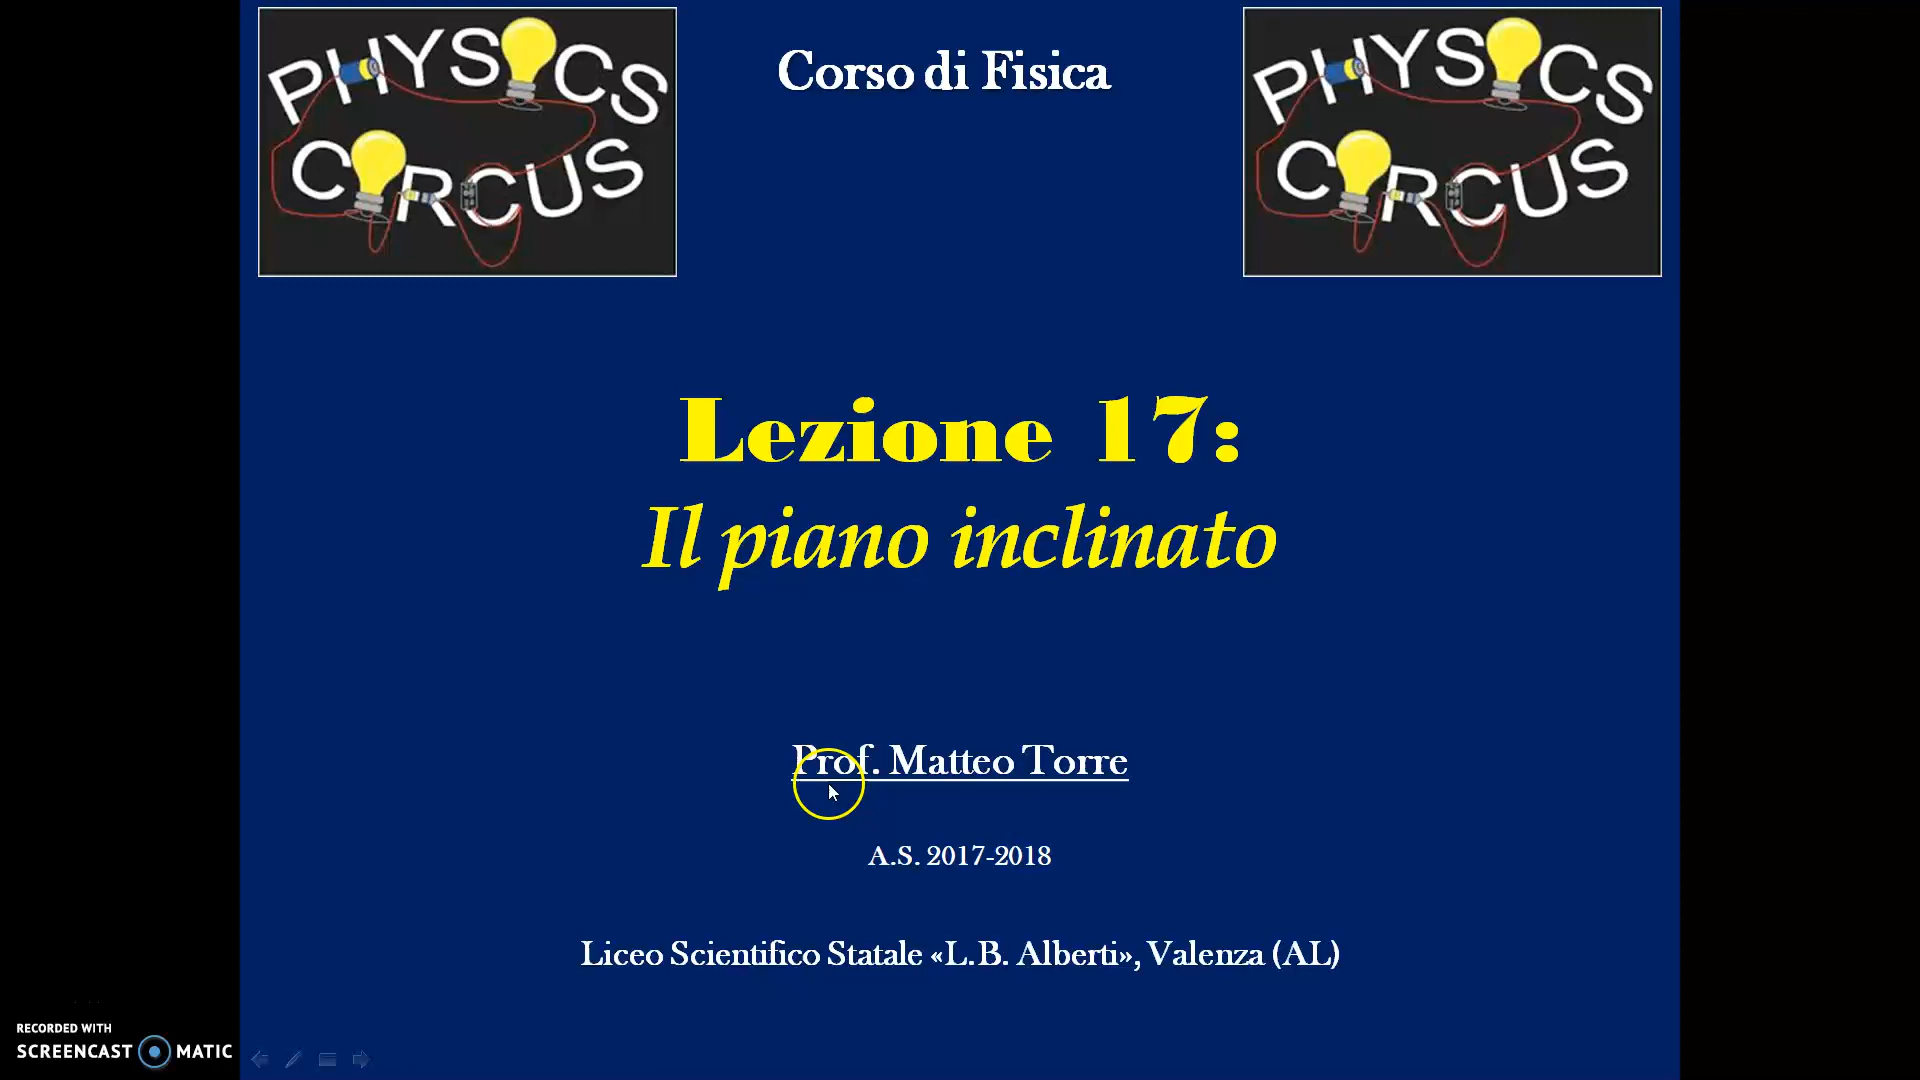 PHYSICS
CIRCUS
Corso di Fisica
PHYSICS
CIRCUS
Lezione 17:
Il piano inclinato
Prof. Matteo Torre
A.S. 2017-2018
Liceo Scientifico Statale «L.B. Alberti», Valenza (AL)
RECORDED WITH
SCREENCAST MATIC